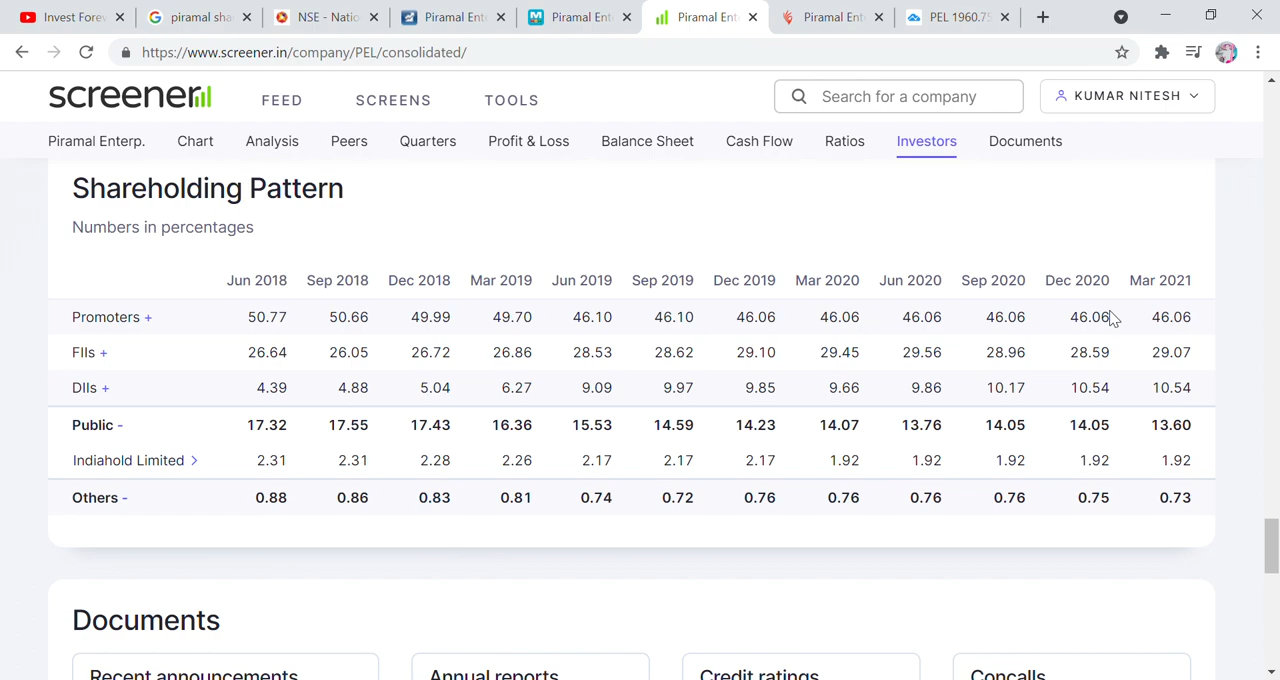 Invest Forev piramal sha NSE - Natio Piramal Ente Piramal Ent Piramal Ente Piramal Ent PEL 1960.75
https://www.screener.in/company/PEL/consolidated/
screener FEED SCREENS TOOLS Search for a company KUMAR NITESH
Piramal Enterp. Chart Analysis Peers Quarters Profit & Loss Balance Sheet Cash Flow Ratios Investors Documents
Shareholding Pattern
Numbers in percentages
Jun 2018 Sep 2018 Dec 2018 Mar 2019 Jun 2019 Sep 2019 Dec 2019 Mar 2020 Jun 2020 Sep 2020 Dec 2020 Mar 2021
Promoters + 50.77 50.66 49.99 49.70 46.10 46.10 46.06 46.06 46.06 46.06 46.06 46.06
FIIs + 26.64 26.05 26.72 26.86 28.53 28.62 29.10 29.45 29.56 28.96 28.59 29.07
DIIs + 4.39 4.88 5.04 6.27 9.09 9.97 9.85 9.66 9.86 10.17 10.54 10.54
Public - 17.32 17.55 17.43 16.36 15.53 14.59 14.23 14.07 13.76 14.05 14.05 13.60
Indiahold Limited > 2.31 2.31 2.28 2.26 2.17 2.17 2.17 1.92 1.92 1.92 1.92 1.92
Others - 0.88 0.86 0.83 0.81 0.74 0.72 0.76 0.76 0.76 0.76 0.75 0.73
Documents
Recent announcements Annual reports Credit ratings Concalls